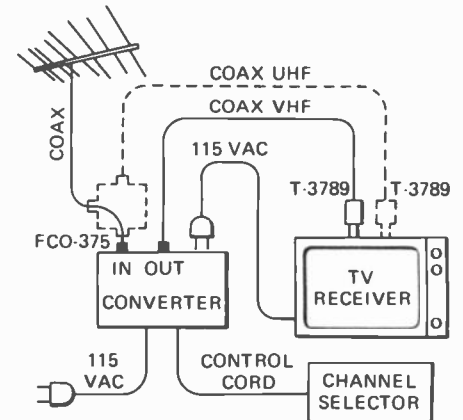 COAX UHF
COAX VHF
COAX
115 VAC
T-3789
T-3789
FCO-375
IN OUT
CONVERTER
TV
RECEIVER
115
VAC
CONTROL
CORD
CHANNEL
SELECTOR